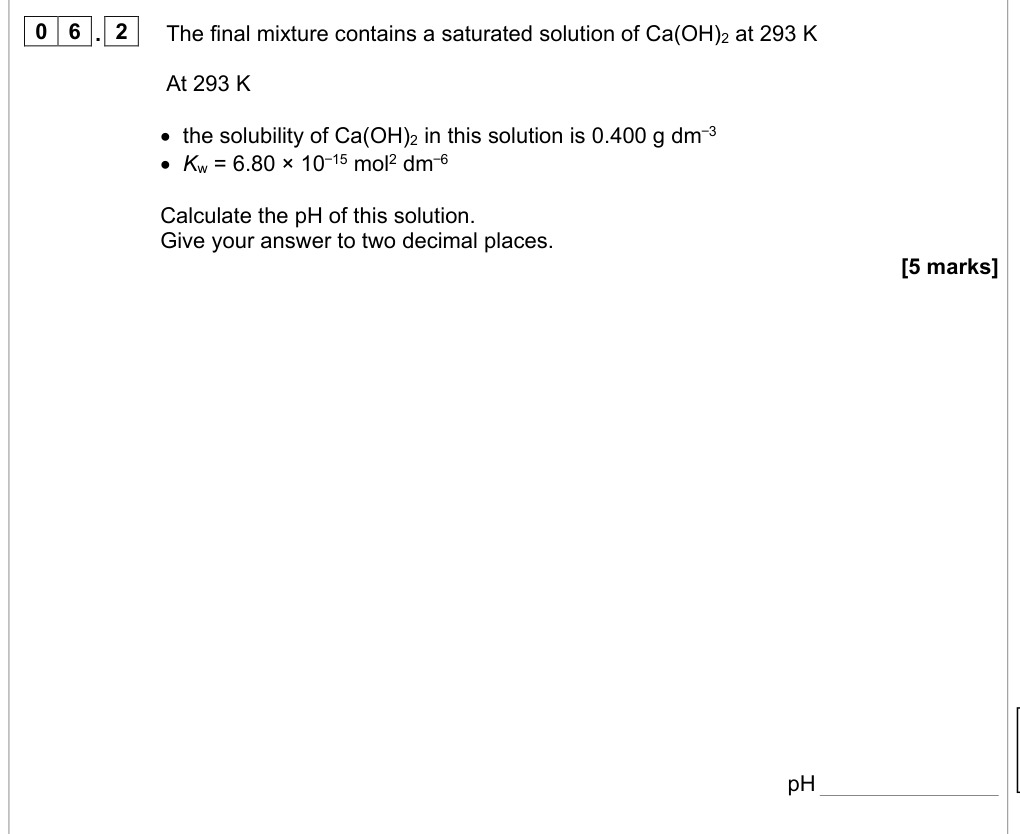 0 6 . 2 The final mixture contains a saturated solution of Ca(OH)₂ at 293 K
At 293 K
• the solubility of Ca(OH)₂ in this solution is 0.400 g dm⁻³
• Kw = 6.80 × 10⁻¹⁵ mol² dm⁻⁶
Calculate the pH of this solution.
Give your answer to two decimal places.
[5 marks]
pH